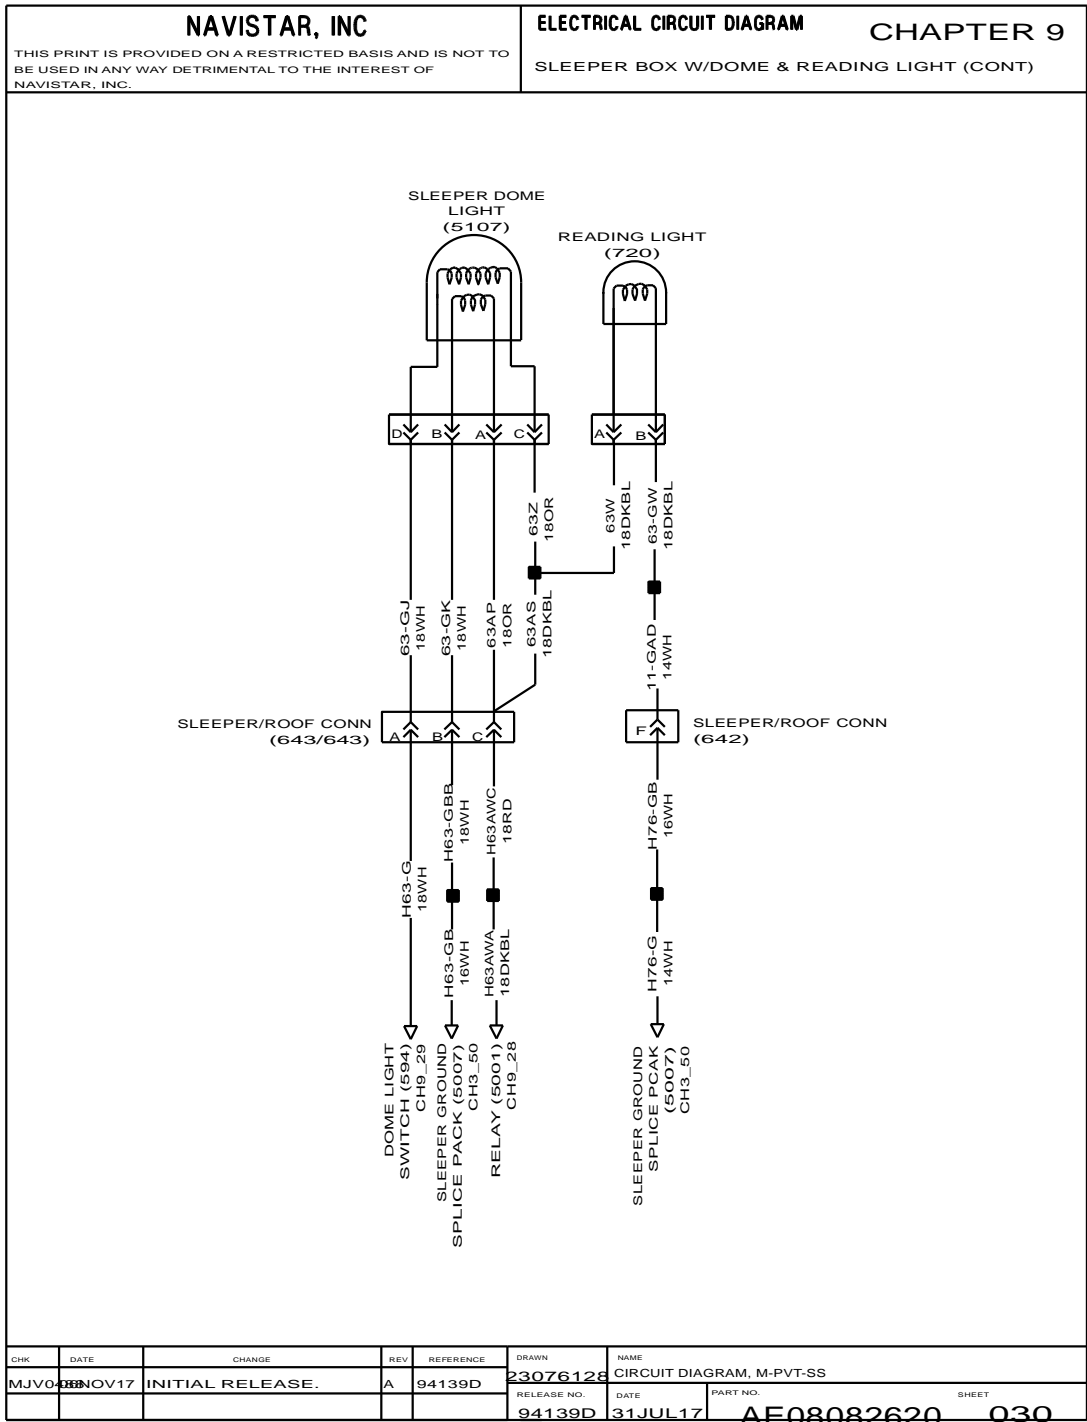 NAVISTAR, INC
THIS PRINT IS PROVIDED ON A RESTRICTED BASIS AND IS NOT TO
BE USED IN ANY WAY DETRIMENTAL TO THE INTEREST OF
NAVISTAR, INC.
ELECTRICAL CIRCUIT DIAGRAM
CHAPTER 9
SLEEPER BOX W/DOME & READING LIGHT (CONT)
SLEEPER DOME
LIGHT
(5107)
READING LIGHT
(720)
D B A C
A B
63Z
18OR
63W
18DKBL
63-GW
18DKBL
63-GJ
18WH
63-GK
18WH
63AP
18OR
63AS
18DKBL
11-GAD
14WH
SLEEPER/ROOF CONN
(643/643)
A B C
F
SLEEPER/ROOF CONN
(642)
H63-G
18WH
H63-GBB
18WH
H63AWC
18RD
H76-GB
16WH
H63-GB
16WH
H63AWA
18DKBL
H76-G
14WH
DOME LIGHT
SWITCH (594)
CH9_29
SLEEPER GROUND
SPLICE PACK (5007)
CH3_50
RELAY (5001)
CH9_28
SLEEPER GROUND
SPLICE PCAK
(5007)
CH3_50
CHK DATE CHANGE REV REFERENCE
INITIAL RELEASE. A 94139D
DRAWN
23076128
NAME
CIRCUIT DIAGRAM, M-PVT-SS
RELEASE NO.
94139D
DATE
31JUL17
PART NO.
AE08082620
SHEET
030